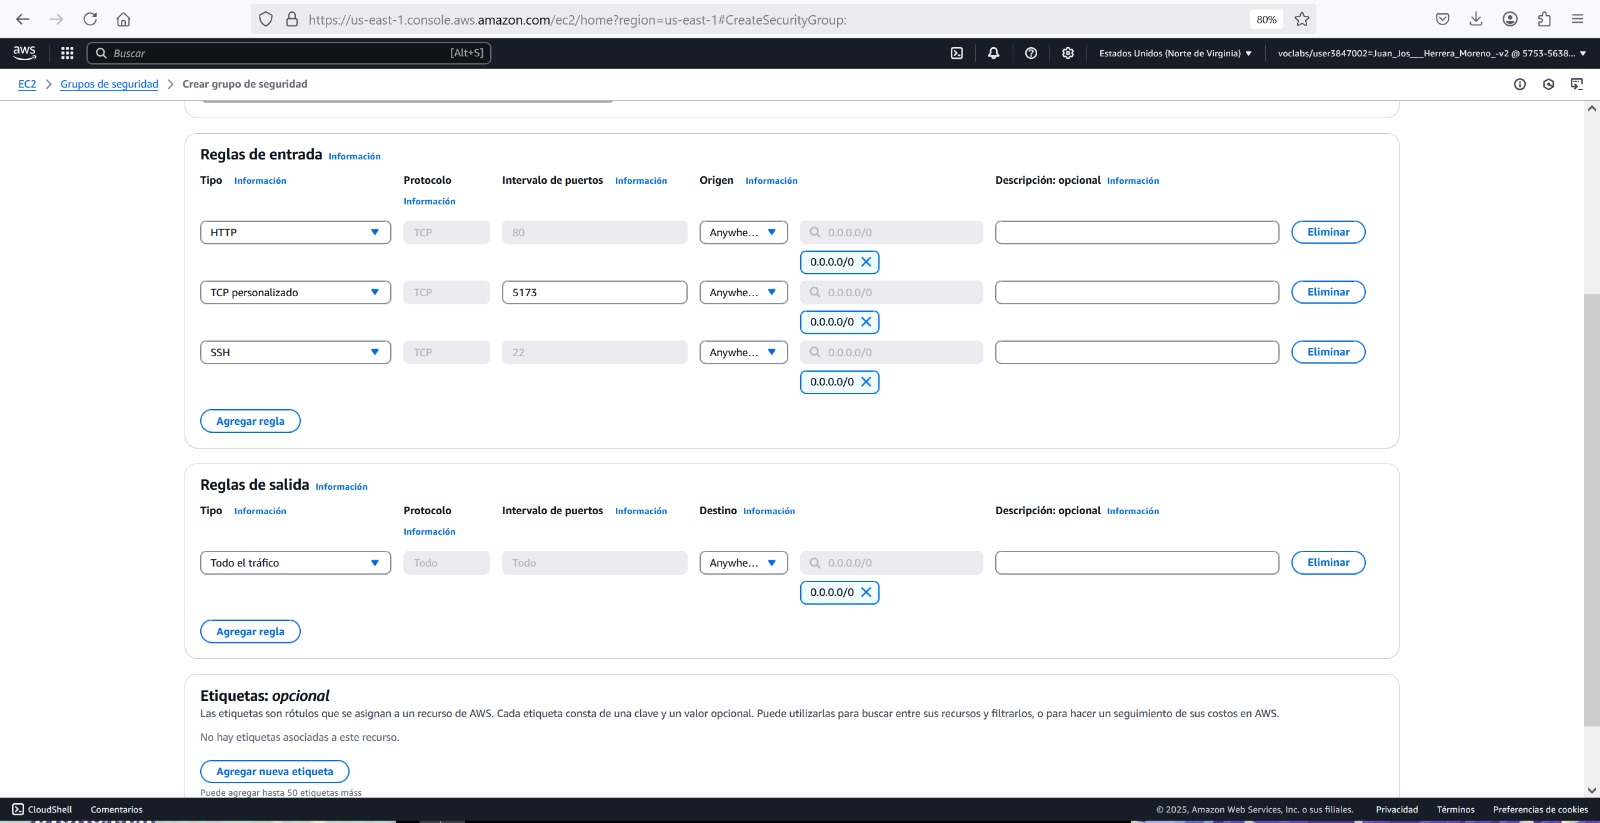 https://us-east-1.console.aws.amazon.com/ec2/home?region=us-east-1#CreateSecurityGroup: 80%
aws Buscar [Alt+S] Estados Unidos (Norte de Virginia) voclabs/user3847002=Juan_Jos___Herrera_Moreno_-v2 @ 5753-5638...
EC2 > Grupos de seguridad > Crear grupo de seguridad
Reglas de entrada Información
Tipo Información Protocolo Intervalo de puertos Información Origen Información Descripción: opcional Información
Información
HTTP TCP 80 Anywhe... 0.0.0.0/0 Eliminar
0.0.0.0/0
TCP personalizado TCP 5173 Anywhe... 0.0.0.0/0 Eliminar
0.0.0.0/0
SSH TCP 22 Anywhe... 0.0.0.0/0 Eliminar
0.0.0.0/0
Agregar regla
Reglas de salida Información
Tipo Información Protocolo Intervalo de puertos Información Destino Información Descripción: opcional Información
Información
Todo el tráfico Todo Todo Anywhe... 0.0.0.0/0 Eliminar
0.0.0.0/0
Agregar regla
Etiquetas: opcional
Las etiquetas son rótulos que se asignan a un recurso de AWS. Cada etiqueta consta de una clave y un valor opcional. Puede utilizarlas para buscar entre sus recursos y filtrarlos, o para hacer un seguimiento de sus costos en AWS.
No hay etiquetas asociadas a este recurso.
Agregar nueva etiqueta
Puede agregar hasta 50 etiquetas máss
CloudShell Comentarios © 2025, Amazon Web Services, Inc. o sus filiales. Privacidad Términos Preferencias de cookies